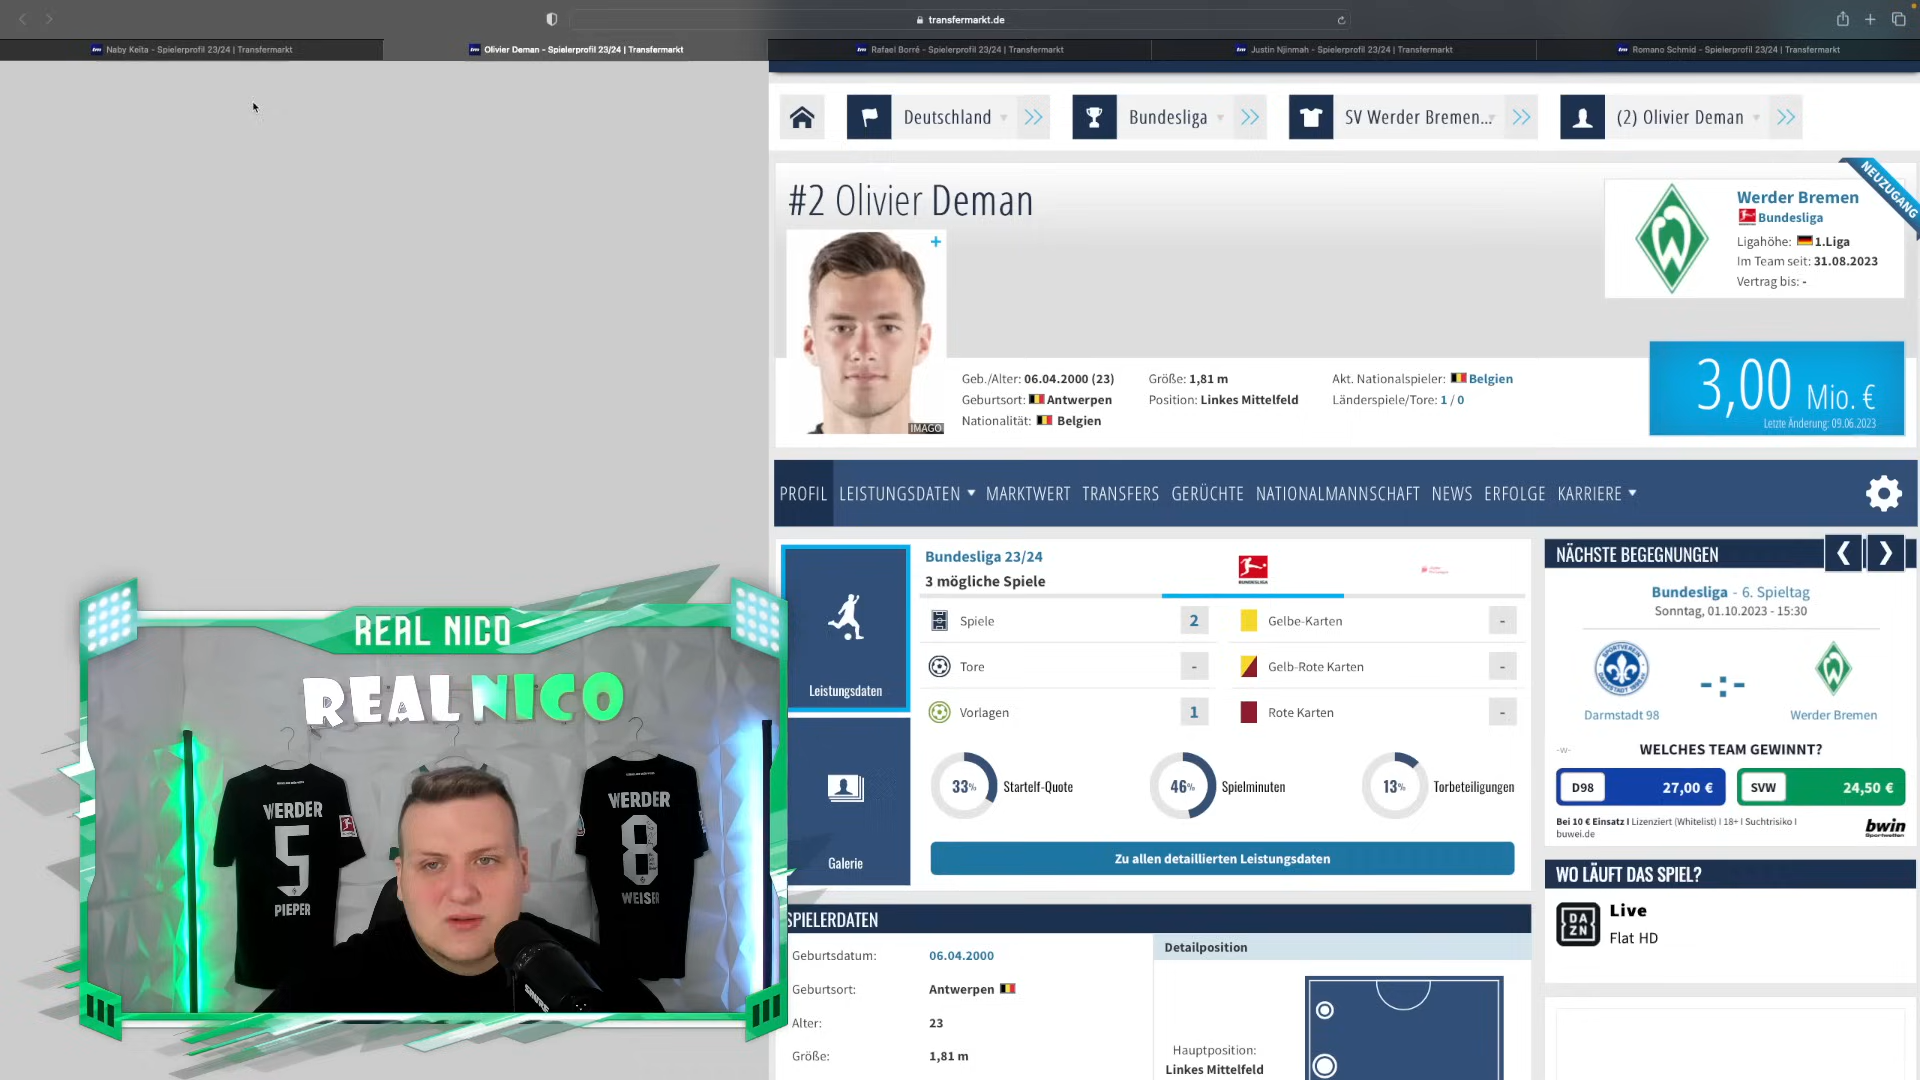 transfermarkt.de
Naby Keïta - Spielerprofil 23/24 | Transfermarkt
Olivier Deman - Spielerprofil 23/24 | Transfermarkt
Rafael Borré - Spielerprofil 23/24 | Transfermarkt
Justin Njinmah - Spielerprofil 23/24 | Transfermarkt
Romano Schmid - Spielerprofil 23/24 | Transfermarkt
Deutschland
Bundesliga
SV Werder Bremen...
(2) Olivier Deman
#2 Olivier Deman
NEUZUGANG
Werder Bremen
Bundesliga
Ligahöhe: 1.Liga
Im Team seit: 31.08.2023
Vertrag bis: -
IMAGO
Geb./Alter: 06.04.2000 (23)
Geburtsort: Antwerpen
Nationalität: Belgien
Größe: 1,81 m
Position: Linkes Mittelfeld
Akt. Nationalspieler: Belgien
Länderspiele/Tore: 1 / 0
3,00 Mio. €
Letzte Änderung: 09.06.2023
PROFIL LEISTUNGSDATEN MARKTWERT TRANSFERS GERÜCHTE NATIONALMANNSCHAFT NEWS ERFOLGE KARRIERE
Leistungsdaten
Galerie
Bundesliga 23/24
3 mögliche Spiele
BUNDESLIGA
Spiele 2
Gelbe-Karten -
Tore -
Gelb-Rote Karten -
Vorlagen 1
Rote Karten -
33% Startelf-Quote
46% Spielminuten
13% Torbeteiligungen
Zu allen detaillierten Leistungsdaten
NÄCHSTE BEGEGNUNGEN
Bundesliga - 6. Spieltag
Sonntag, 01.10.2023 - 15:30
-:-
Darmstadt 98
Werder Bremen
-W-
WELCHES TEAM GEWINNT?
D98 27,00 €
SVW 24,50 €
Bei 10 € Einsatz I Lizenziert (Whitelist) I 18+ I Suchtrisiko I
buwei.de
bwin
Sportwetten
WO LÄUFT DAS SPIEL?
DAZN
Live
Flat HD
SPIELERDATEN
Geburtsdatum: 06.04.2000
Geburtsort: Antwerpen
Alter: 23
Größe: 1,81 m
Detailposition
Hauptposition:
Linkes Mittelfeld
REAL NICO
REALNICO
WERDER
5
PIEPER
WERDER
8
WEISER
SHURE